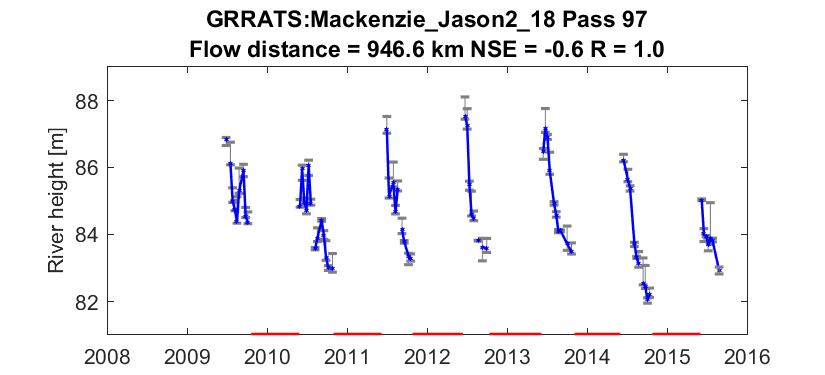 GRRATS:Mackenzie_Jason2_18 Pass 97
Flow distance = 946.6 km NSE = -0.6 R = 1.0
River height [m]
88
86
84
82
2008 2009 2010 2011 2012 2013 2014 2015 2016